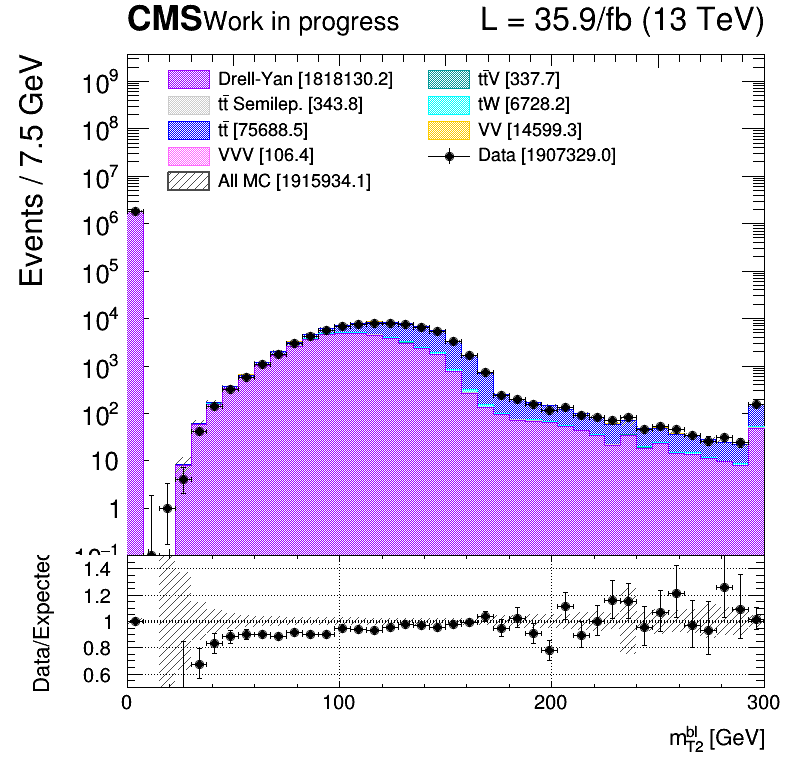 CMS Work in progress L = 35.9/fb (13 TeV)
Events / 7.5 GeV
Drell-Yan [1818130.2]
tt̄ Semilep. [343.8]
tt̄ [75688.5]
VVV [106.4]
All MC [1915934.1]
tt̄V [337.7]
tW [6728.2]
VV [14599.3]
Data [1907329.0]
10⁹
10⁸
10⁷
10⁶
10⁵
10⁴
10³
10²
10
1
10⁻¹
Data/Expected
1.4
1.2
1
0.8
0.6
0 100 200 300
m_{T2}^{bl} [GeV]